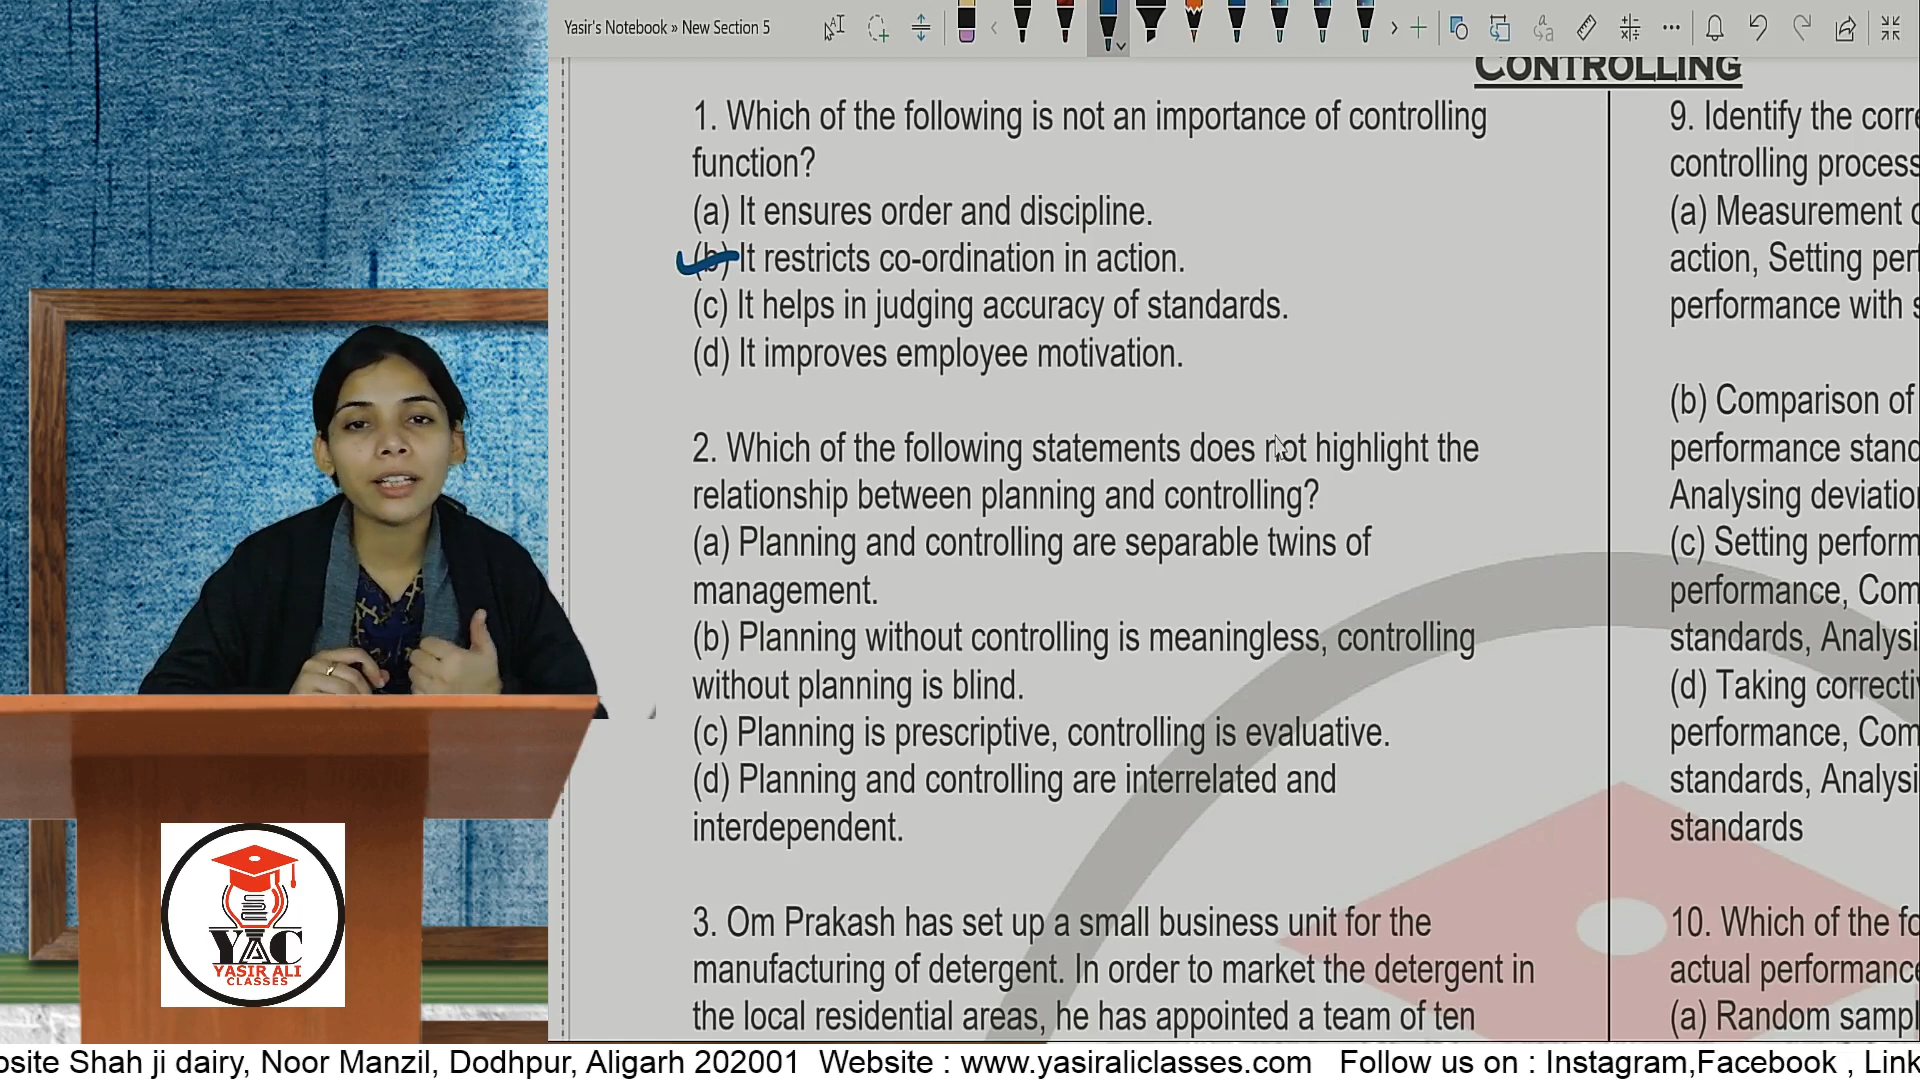 Yasir's Notebook » New Section 5
CONTROLLING
1. Which of the following is not an importance of controlling
function?
(a) It ensures order and discipline.
(b) It restricts co-ordination in action.
(c) It helps in judging accuracy of standards.
(d) It improves employee motivation.
2. Which of the following statements does not highlight the
relationship between planning and controlling?
(a) Planning and controlling are separable twins of
management.
(b) Planning without controlling is meaningless, controlling
without planning is blind.
(c) Planning is prescriptive, controlling is evaluative.
(d) Planning and controlling are interrelated and
interdependent.
3. Om Prakash has set up a small business unit for the
manufacturing of detergent. In order to market the detergent in
the local residential areas, he has appointed a team of ten
9. Identify the corre
controlling process
(a) Measurement o
action, Setting perf
performance with s
(b) Comparison of
performance stand
Analysing deviation
(c) Setting perform
performance, Com
standards, Analysi
(d) Taking correcti
performance, Com
standards, Analysi
standards
10. Which of the fo
actual performance
(a) Random sampl
YAC
YASIR ALI
CLASSES
osite Shah ji dairy, Noor Manzil, Dodhpur, Aligarh 202001 Website : www.yasiraliclasses.com Follow us on : Instagram,Facebook , Link